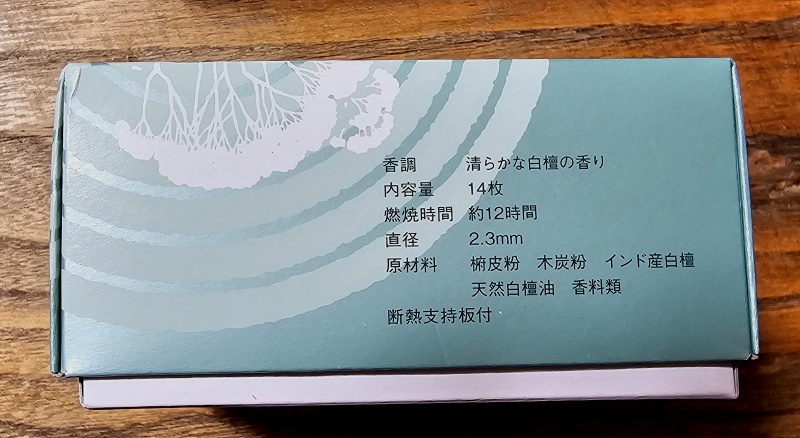 香調 清らかな白檀の香り
内容量 14枚
燃焼時間 約12時間
直径 2.3mm
原材料 椨皮粉 木炭粉 インド産白檀
天然白檀油 香料類
断熱支持板付